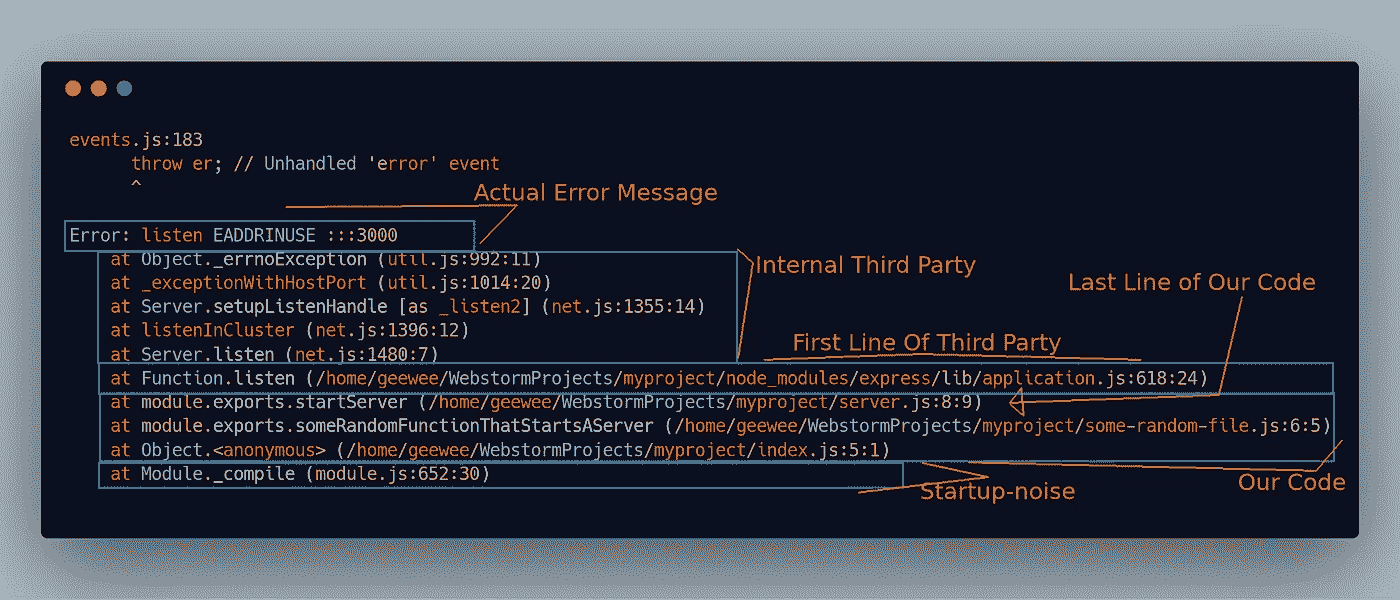 events.js:183
throw er; // Unhandled 'error' event
^
Actual Error Message
Error: listen EADDRINUSE :::3000
at Object._errnoException (util.js:992:11)
Internal Third Party
at _exceptionWithHostPort (util.js:1014:20)
Last Line of Our Code
at Server.setupListenHandle [as _listen2] (net.js:1355:14)
at listenInCluster (net.js:1396:12)
First Line Of Third Party
at Server.listen (net.js:1480:7)
at Function.listen (/home/geewee/WebstormProjects/myproject/node_modules/express/lib/application.js:618:24)
at module.exports.startServer (/home/geewee/WebstormProjects/myproject/server.js:8:9)
at module.exports.someRandomFunctionThatStartsAServer (/home/geewee/WebstormProjects/myproject/some-random-file.js:6:5)
at Object.<anonymous> (/home/geewee/WebstormProjects/myproject/index.js:5:1)
at Module._compile (module.js:652:30)
Our Code
Startup-noise